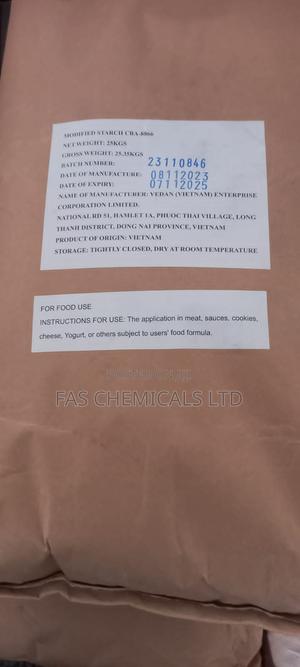 MODIFIED STARCH CBA-8066
NET WEIGHT: 25KGS
GROSS WEIGHT: 25.35KGS
BATCH NUMBER: 23110846
DATE OF MANUFACTURE: 08112023
DATE OF EXPIRY: 07112025
NAME OF MANUFACTURER: VEDAN (VIETNAM) ENTERPRISE
CORPORATION LIMITED.
NATIONAL RD 51, HAMLET 1A, PHUOC THAI VILLAGE, LONG
THANH DISTRICT, DONG NAI PROVINCE, VIETNAM
PRODUCT OF ORIGIN: VIETNAM
STORAGE: TIGHTLY CLOSED, DRY AT ROOM TEMPERATURE
FOR FOOD USE
INSTRUCTIONS FOR USE: The application in meat, sauces, cookies,
cheese, Yogurt, or others subject to users' food formula.
FAS CHEMICALS LTD